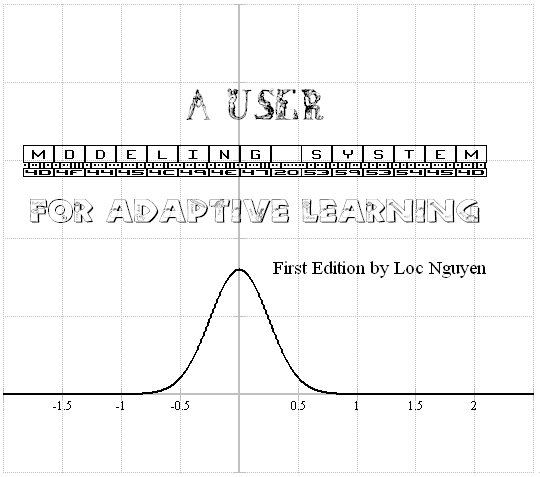 A USER
MODELING SYSTEM
4D 4F 44 45 4C 49 4E 47 20 53 59 53 54 45 4D
FOR ADAPTIVE LEARNING
First Edition by Loc Nguyen
-1.5 -1 -0.5 0.5 1 1.5 2